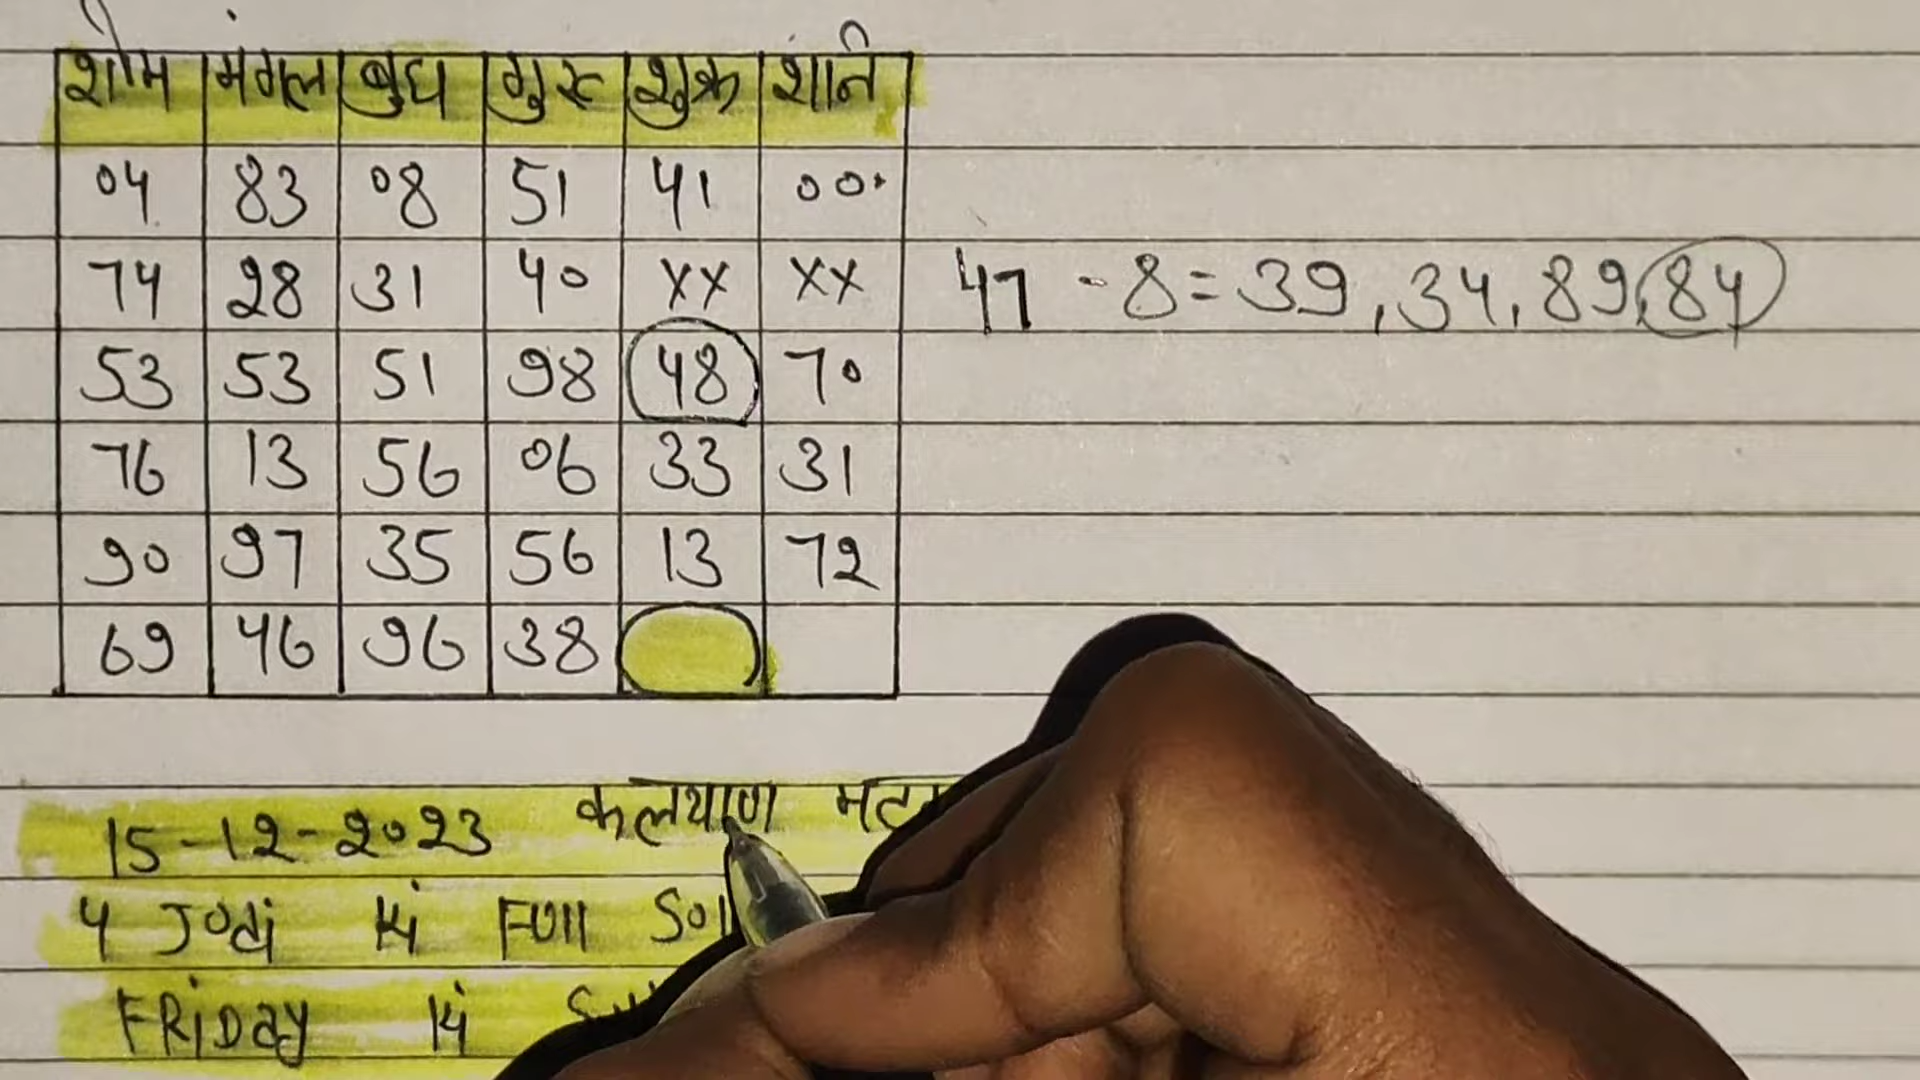 शोम मंगल बुध गुरु शुक्र शनि
04 83 08 51 41 00
74 28 31 40 XX XX
47 - 8 = 39, 34, 89, 84
53 53 51 98 48 70
76 13 56 06 33 31
90 97 35 56 13 72
69 46 96 38
15-12-2023 कल्याण
4 Jodi Ki FUll
FRiDay Ki